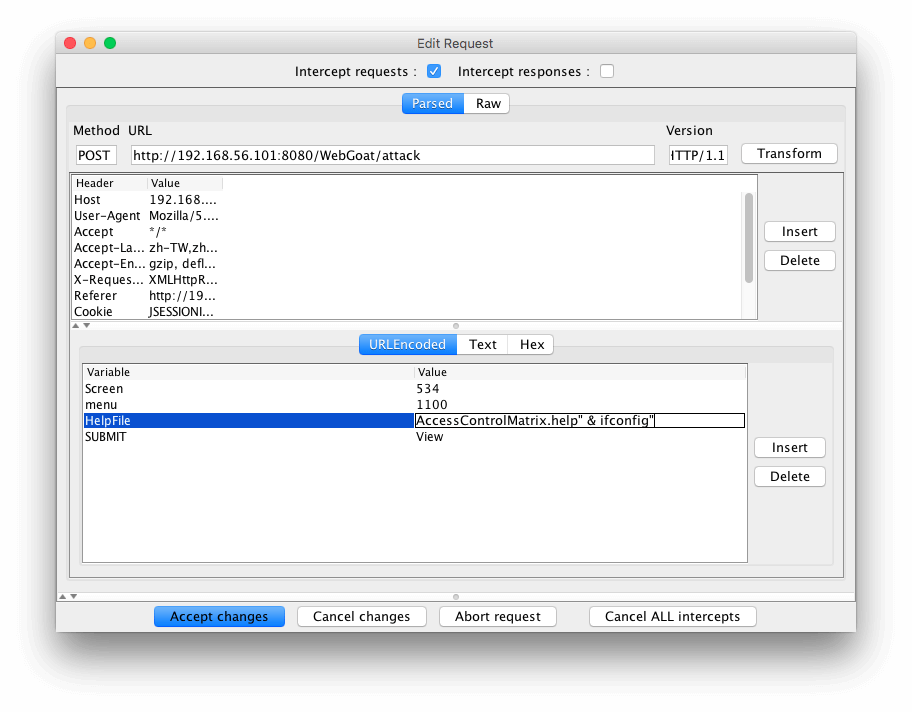 Edit Request
Intercept requests : Intercept responses :
Parsed Raw
Method URL Version
POST http://192.168.56.101:8080/WebGoat/attack HTTP/1.1 Transform
Header Value
Host 192.168....
User-Agent Mozilla/5....
Accept */*
Accept-La... zh-TW,zh...
Accept-En... gzip, defl...
X-Reques... XMLHttpR...
Referer http://19...
Cookie JSESSIONI...
Insert
Delete
URLEncoded Text Hex
Variable Value
Screen 534
menu 1100
HelpFile AccessControlMatrix.help" & ifconfig"
SUBMIT View
Insert
Delete
Accept changes Cancel changes Abort request Cancel ALL intercepts